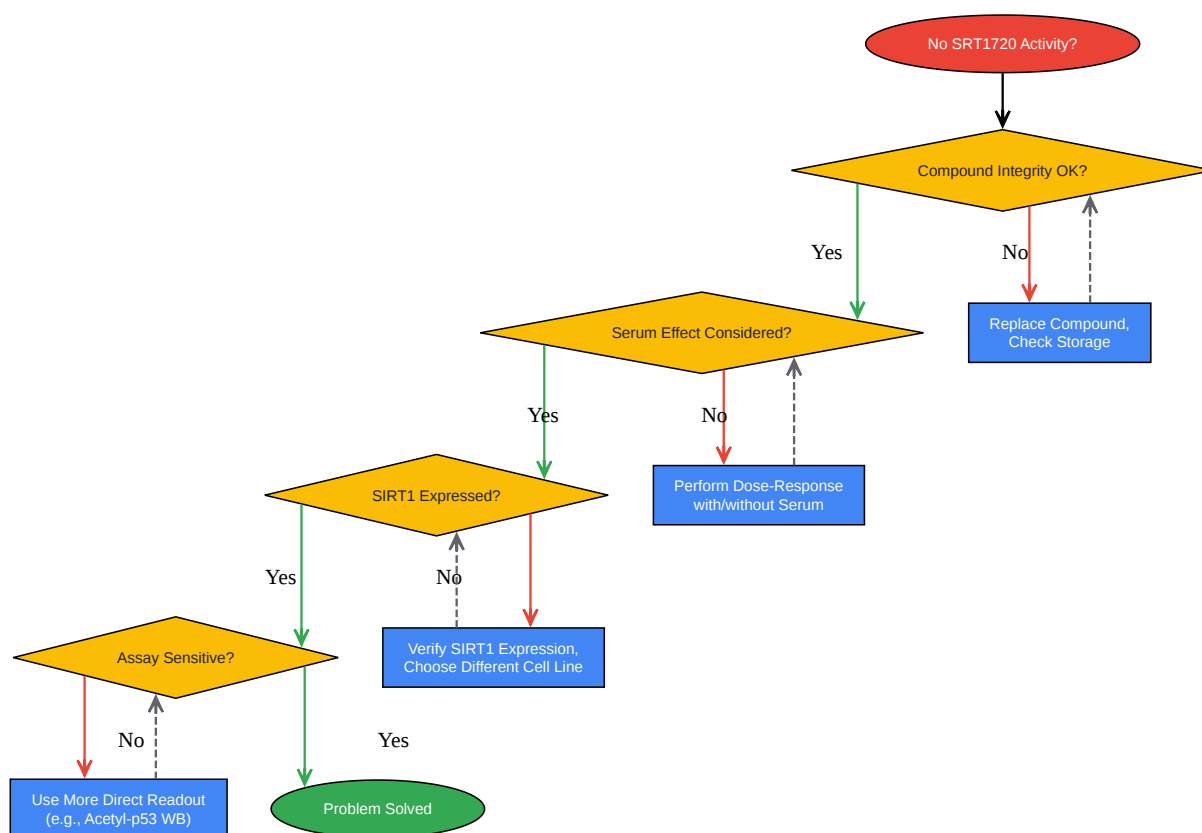 No SRT1720 Activity?
Compound Integrity OK?
Yes
No
Replace Compound,
Check Storage
Serum Effect Considered?
Yes
No
Perform Dose-Response
with/without Serum
SIRT1 Expressed?
Yes
No
Verify SIRT1 Expression,
Choose Different Cell Line
Assay Sensitive?
No
Yes
Use More Direct Readout
(e.g., Acetyl-p53 WB)
Problem Solved